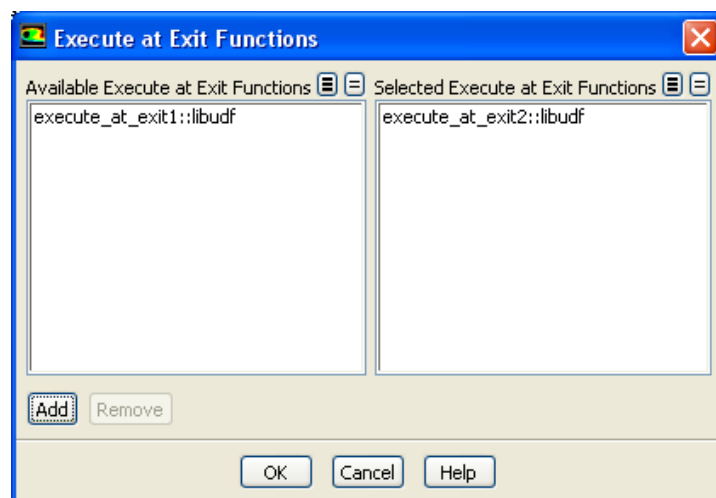 Execute at Exit Functions
Available Execute at Exit Functions
Selected Execute at Exit Functions
execute_at_exit1::libudf
execute_at_exit2::libudf
Add
Remove
OK
Cancel
Help